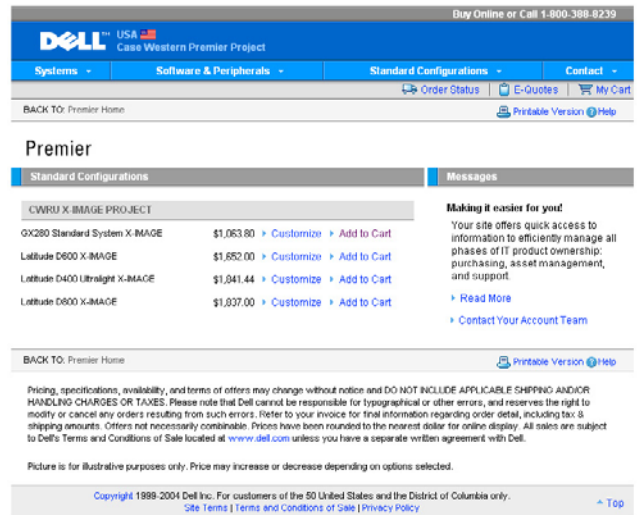 Buy Online or Call 1-800-388-8239
DELL™ USA
Case Western Premier Project
Systems Software & Peripherals Standard Configurations Contact
Order Status | E-Quotes | My Cart
BACK TO: Premier Home Printable Version Help
Premier
Standard Configurations
CWRU X-IMAGE PROJECT
GX280 Standard System X-IMAGE $1,063.80 Customize Add to Cart
Latitude D600 X-IMAGE $1,652.00 Customize Add to Cart
Latitude D400 Ultralight X-IMAGE $1,841.44 Customize Add to Cart
Latitude D800 X-IMAGE $1,837.00 Customize Add to Cart
Messages
Making it easier for you!
Your site offers quick access to
information to efficiently manage all
phases of IT product ownership:
purchasing, asset management,
and support.
Read More
Contact Your Account Team
BACK TO: Premier Home Printable Version Help
Pricing, specifications, availability, and terms of offers may change without notice and DO NOT INCLUDE APPLICABLE SHIPPING AND/OR
HANDLING CHARGES OR TAXES. Please note that Dell cannot be responsible for typographical or other errors, and reserves the right to
modify or cancel any orders resulting from such errors. Refer to your invoice for final information regarding order detail, including tax &
shipping amounts. Offers not necessarily combinable. Prices have been rounded to the nearest dollar for online display. All sales are subject
to Dell's Terms and Conditions of Sale located at www.dell.com unless you have a separate written agreement with Dell.
Picture is for illustrative purposes only. Price may increase or decrease depending on options selected.
Copyright 1999-2004 Dell Inc. For customers of the 50 United States and the District of Columbia only.
Site Terms | Terms and Conditions of Sale | Privacy Policy
Top